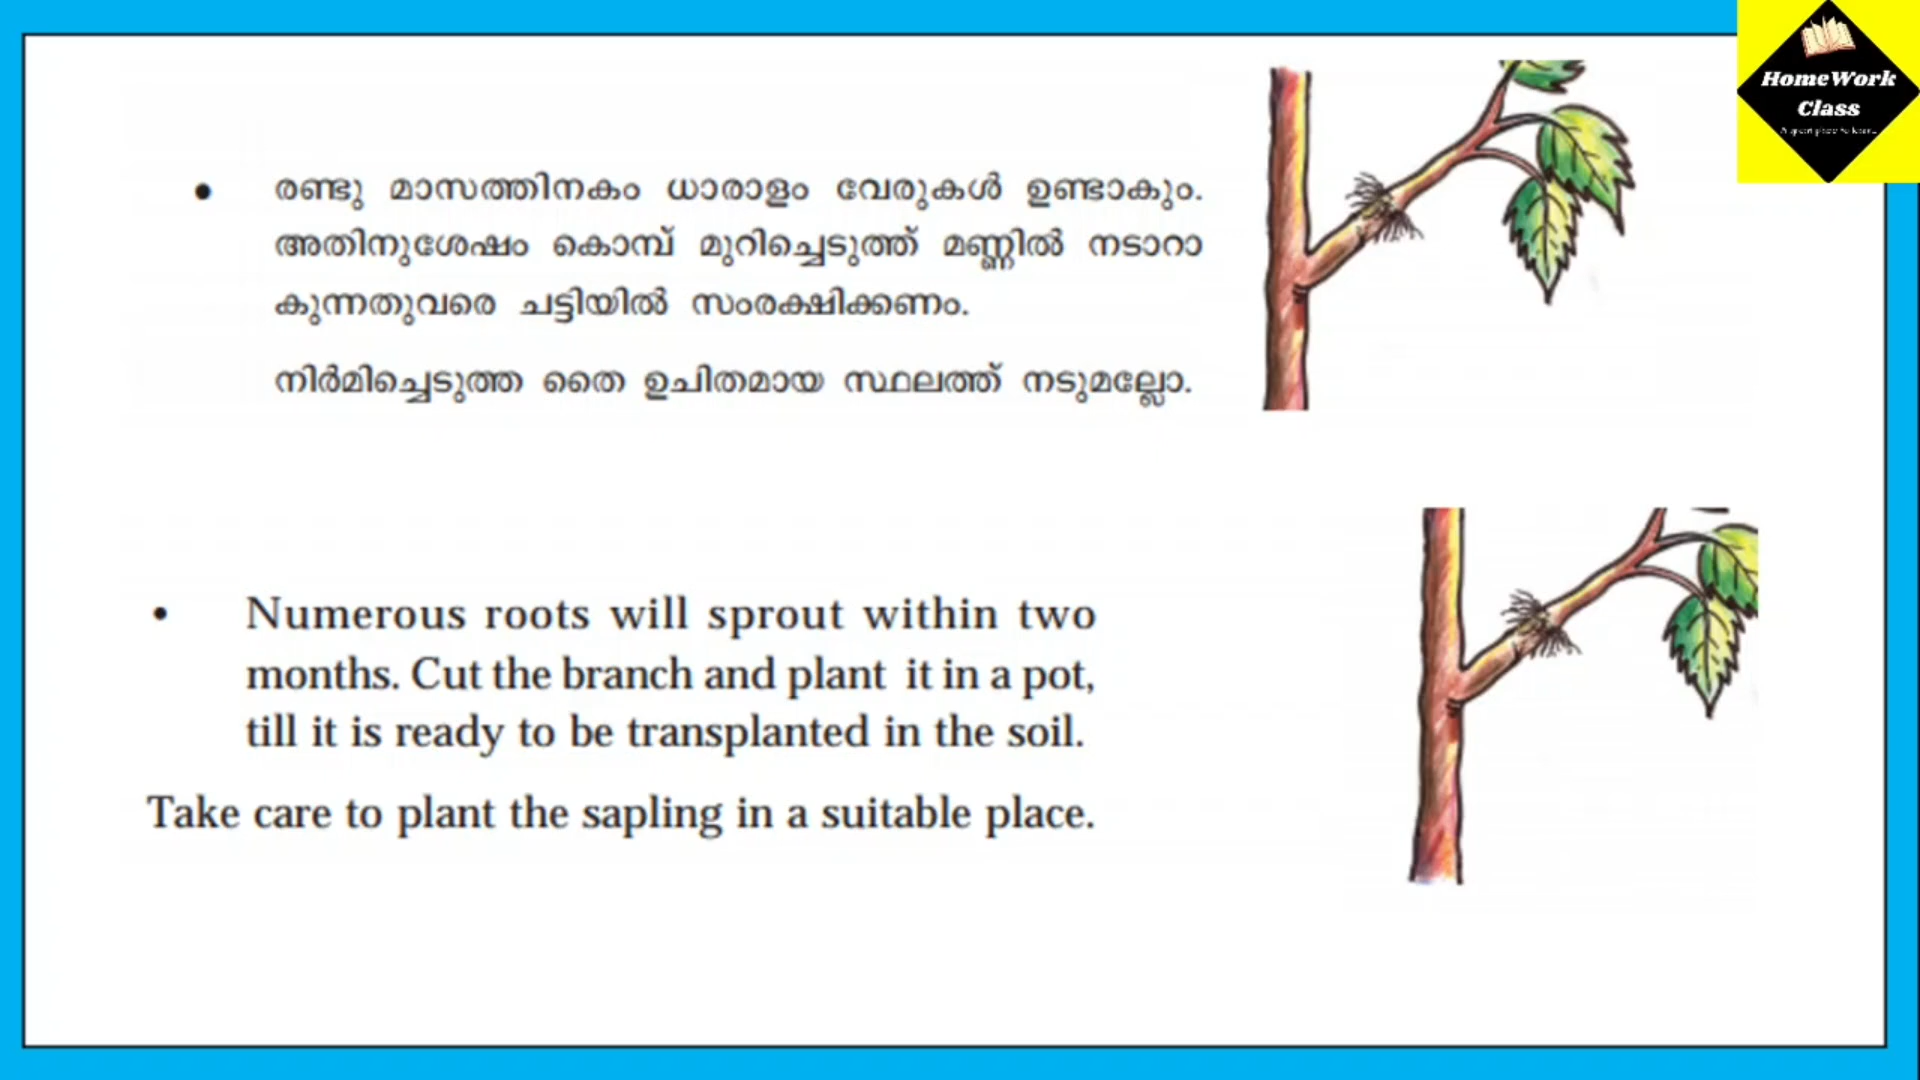 HomeWork
Class
• രണ്ടു മാസത്തിനകം ധാരാളം വേരുകൾ ഉണ്ടാകും.
അതിനുശേഷം കൊമ്പ് മുറിച്ചെടുത്ത് മണ്ണിൽ നടാറാ
കുന്നതുവരെ ചട്ടിയിൽ സംരക്ഷിക്കണം.
നിർമിച്ചെടുത്ത തൈ ഉചിതമായ സ്ഥലത്ത് നടുമല്ലോ.
• Numerous roots will sprout within two
months. Cut the branch and plant it in a pot,
till it is ready to be transplanted in the soil.
Take care to plant the sapling in a suitable place.